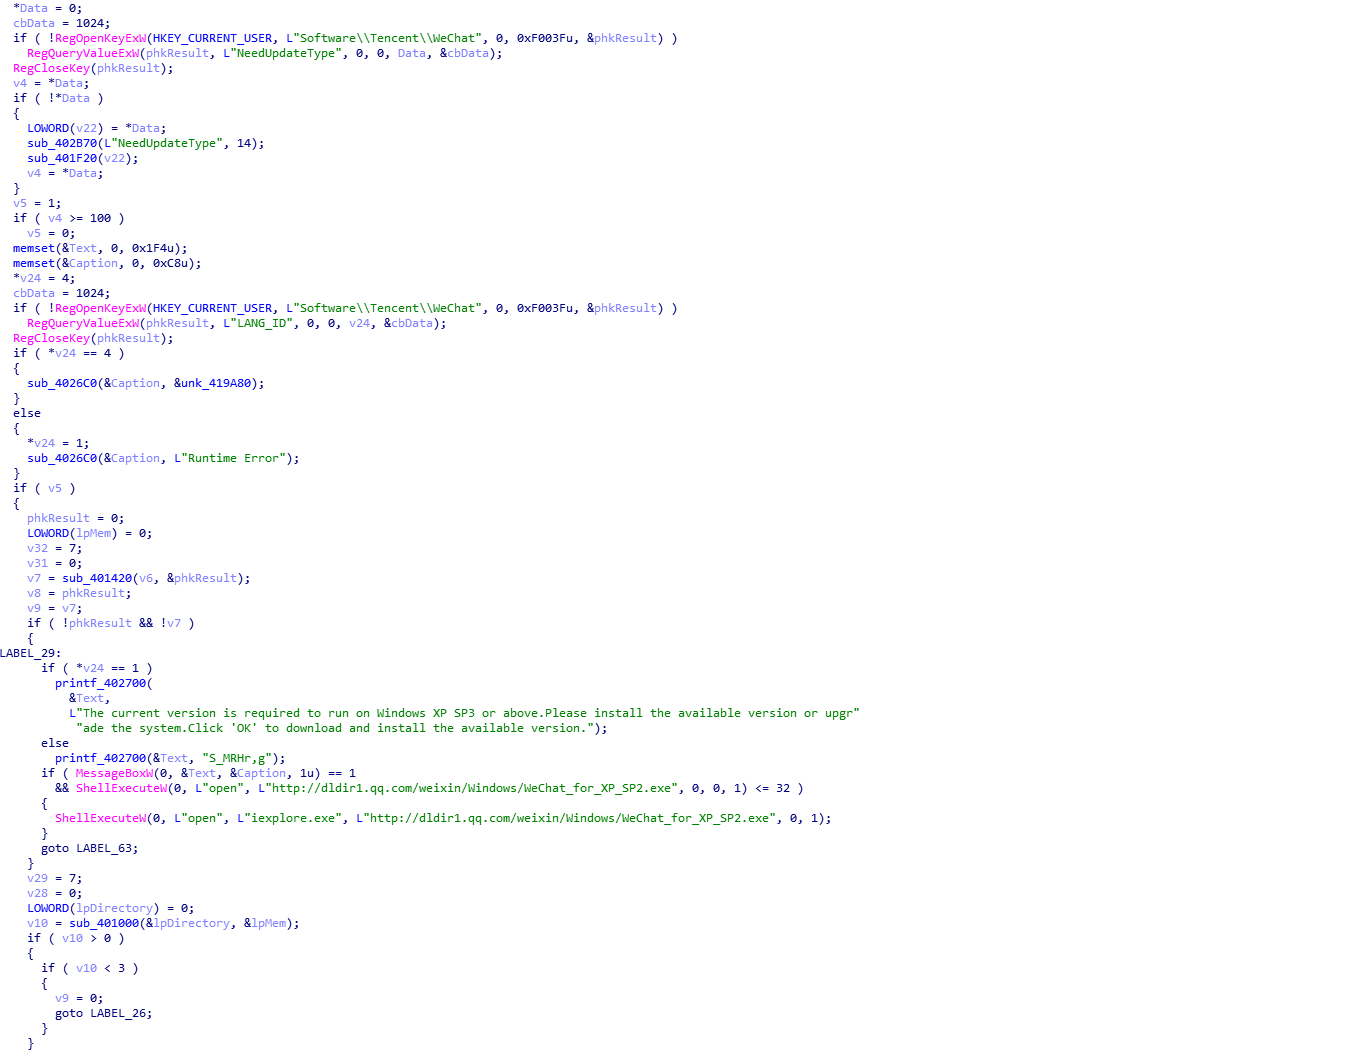 *Data = 0;
cbData = 1024;
if ( !RegOpenKeyExW(HKEY_CURRENT_USER, L"Software\\Tencent\\WeChat", 0, 0xF003Fu, &phkResult) )
RegQueryValueExW(phkResult, L"NeedUpdateType", 0, 0, Data, &cbData);
RegCloseKey(phkResult);
v4 = *Data;
if ( !*Data )
{
LOWORD(v22) = *Data;
sub_402B70(L"NeedUpdateType", 14);
sub_401F20(v22);
v4 = *Data;
}
v5 = 1;
if ( v4 >= 100 )
v5 = 0;
memset(&Text, 0, 0x1F4u);
memset(&Caption, 0, 0xC8u);
*v24 = 4;
cbData = 1024;
if ( !RegOpenKeyExW(HKEY_CURRENT_USER, L"Software\\Tencent\\WeChat", 0, 0xF003Fu, &phkResult) )
RegQueryValueExW(phkResult, L"LANG_ID", 0, 0, v24, &cbData);
RegCloseKey(phkResult);
if ( *v24 == 4 )
{
sub_4026C0(&Caption, &unk_419A80);
}
else
{
*v24 = 1;
sub_4026C0(&Caption, L"Runtime Error");
}
if ( v5 )
{
phkResult = 0;
LOWORD(lpMem) = 0;
v32 = 7;
v31 = 0;
v7 = sub_401420(v6, &phkResult);
v8 = phkResult;
v9 = v7;
if ( !phkResult && !v7 )
{
LABEL_29:
if ( *v24 == 1 )
printf_402700(
&Text,
L"The current version is required to run on Windows XP SP3 or above.Please install the available version or upgr"
"ade the system.Click 'OK' to download and install the available version.");
else
printf_402700(&Text, "S_MRHr,g");
if ( MessageBoxW(0, &Text, &Caption, 1u) == 1
&& ShellExecuteW(0, L"open", L"http://dldir1.qq.com/weixin/Windows/WeChat_for_XP_SP2.exe", 0, 0, 1) <= 32 )
{
ShellExecuteW(0, L"open", L"iexplore.exe", L"http://dldir1.qq.com/weixin/Windows/WeChat_for_XP_SP2.exe", 0, 1);
}
goto LABEL_63;
}
v29 = 7;
v28 = 0;
LOWORD(lpDirectory) = 0;
v10 = sub_401000(&lpDirectory, &lpMem);
if ( v10 > 0 )
{
if ( v10 < 3 )
{
v9 = 0;
goto LABEL_26;
}
}